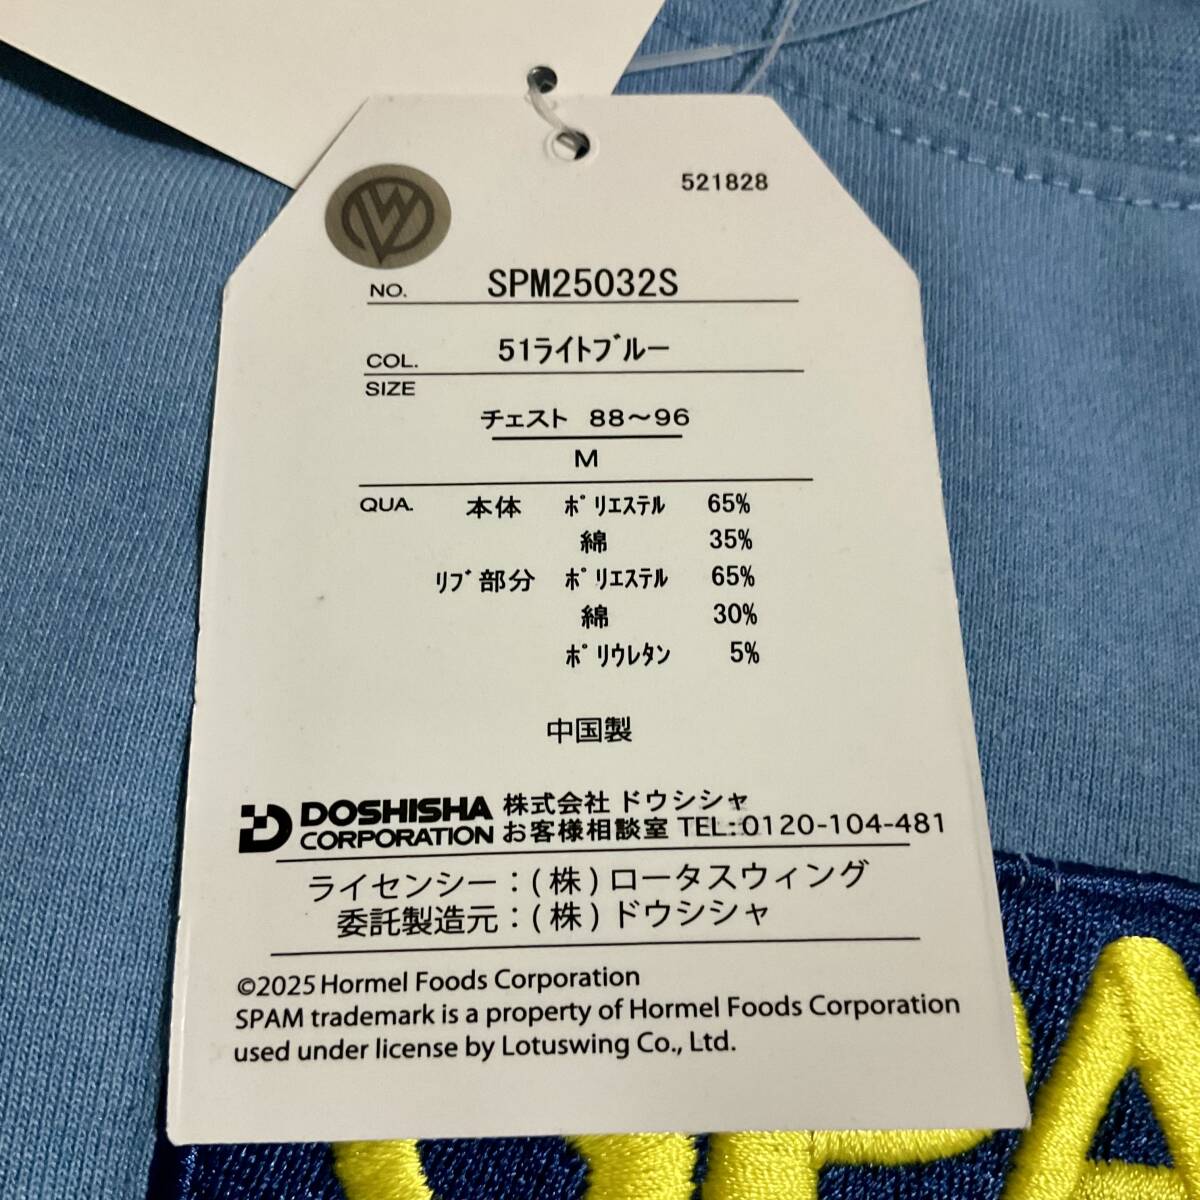 521828
NO. SPM25032S
COL. 51ライトブルー
SIZE
チェスト 88〜96
M
QUA. 本体 ポリエステル 65%
綿 35%
リブ部分 ポリエステル 65%
綿 30%
ポリウレタン 5%
中国製
DOSHISHA CORPORATION
株式会社 ドウシシャ
お客様相談室 TEL:0120-104-481
ライセンシー:(株)ロータスウィング
委託製造元:(株)ドウシシャ
©2025 Hormel Foods Corporation
SPAM trademark is a property of Hormel Foods Corporation
used under license by Lotuswing Co., Ltd.
SPA